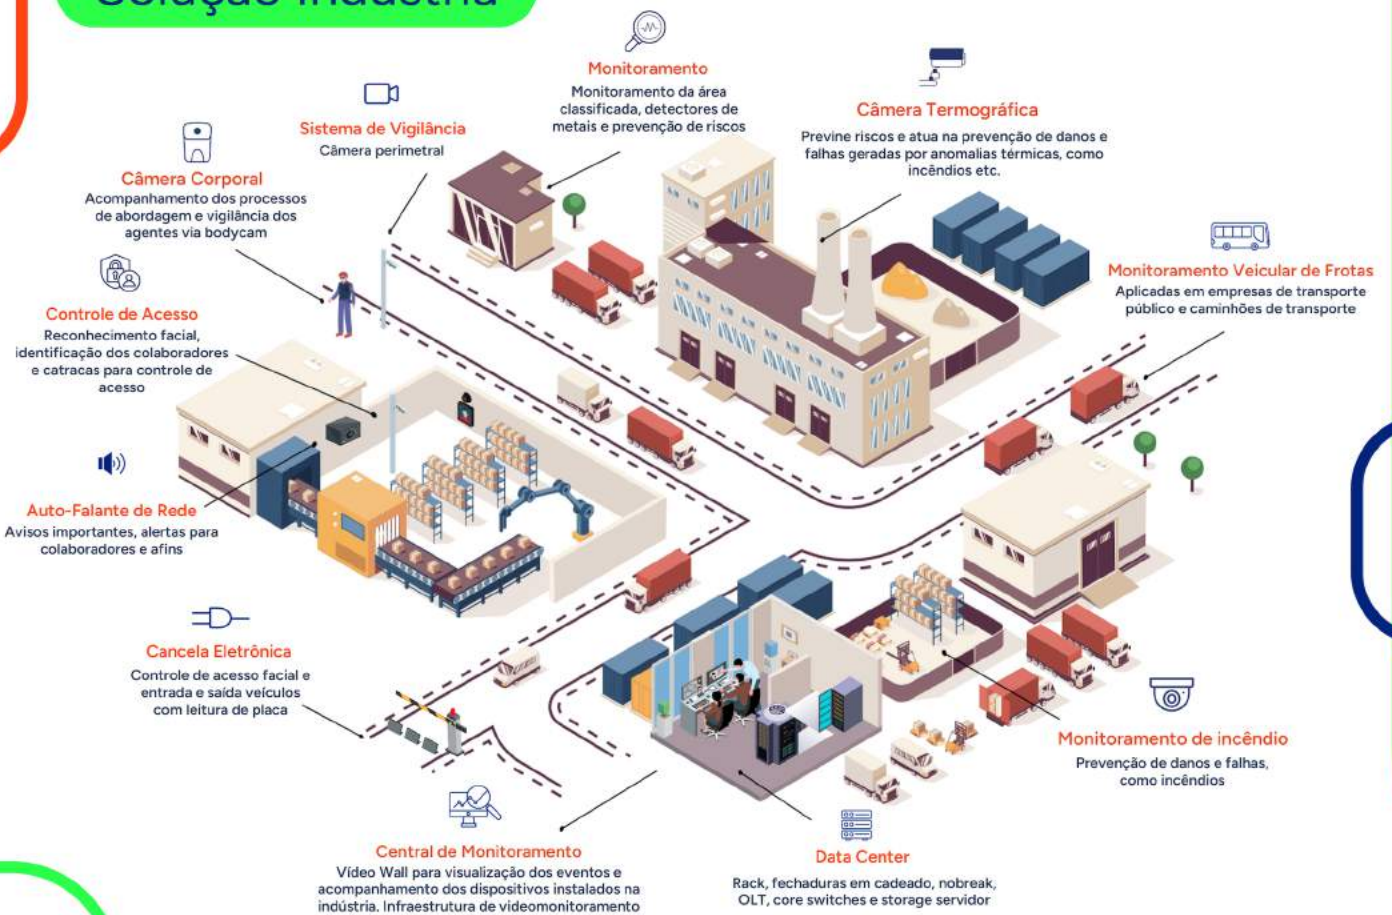 Solução Indústria
Monitoramento
Monitoramento da área
classificada, detectores de
metais e prevenção de riscos
Câmera Termográfica
Previne riscos e atua na prevenção de danos e
falhas geradas por anomalias térmicas, como
incêndios etc.
Sistema de Vigilância
Câmera perimetral
Câmera Corporal
Acompanhamento dos processos
de abordagem e vigilância dos
agentes via bodycam
Monitoramento Veicular de Frotas
Aplicadas em empresas de transporte
público e caminhões de transporte
Controle de Acesso
Reconhecimento facial,
identificação dos colaboradores
e catracas para controle de
acesso
Auto-Falante de Rede
Avisos importantes, alertas para
colaboradores e afins
Cancela Eletrônica
Controle de acesso facial e
entrada e saída veículos
com leitura de placa
Monitoramento de incêndio
Prevenção de danos e falhas,
como incêndios
Central de Monitoramento
Vídeo Wall para visualização dos eventos e
acompanhamento dos dispositivos instalados na
indústria. Infraestrutura de videomonitoramento
Data Center
Rack, fechaduras em cadeado, nobreak,
OLT, core switches e storage servidor